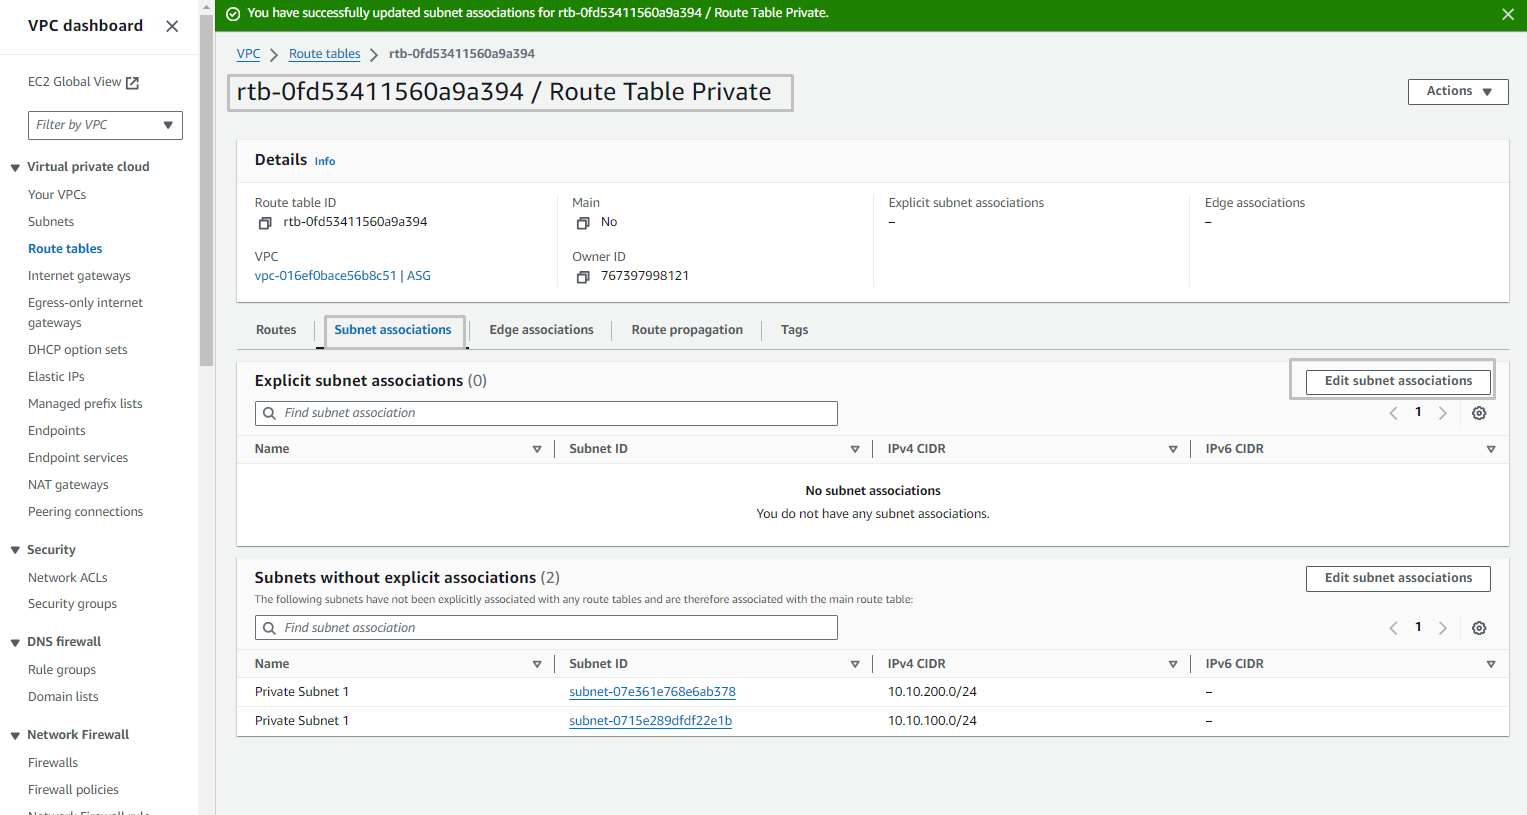 VPC dashboard
EC2 Global View
Filter by VPC
Virtual private cloud
Your VPCs
Subnets
Route tables
Internet gateways
Egress-only internet
gateways
DHCP option sets
Elastic IPs
Managed prefix lists
Endpoints
Endpoint services
NAT gateways
Peering connections
Security
Network ACLs
Security groups
DNS firewall
Rule groups
Domain lists
Network Firewall
Firewalls
Firewall policies
Network Firewall rule
You have successfully updated subnet associations for rtb-0fd53411560a9a394 / Route Table Private.
VPC Route tables rtb-0fd53411560a9a394
rtb-0fd53411560a9a394 / Route Table Private
Actions
Details Info
Route table ID Main Explicit subnet associations Edge associations
rtb-0fd53411560a9a394 No – –
VPC Owner ID
vpc-016ef0bace56b8c51 | ASG 767397998121
Routes Subnet associations Edge associations Route propagation Tags
Explicit subnet associations (0) Edit subnet associations
Find subnet association 1
Name Subnet ID IPv4 CIDR IPv6 CIDR
No subnet associations
You do not have any subnet associations.
Subnets without explicit associations (2) Edit subnet associations
The following subnets have not been explicitly associated with any route tables and are therefore associated with the main route table:
Find subnet association 1
Name Subnet ID IPv4 CIDR IPv6 CIDR
Private Subnet 1 subnet-07e361e768e6ab378 10.10.200.0/24 –
Private Subnet 1 subnet-0715e289dfdf22e1b 10.10.100.0/24 –